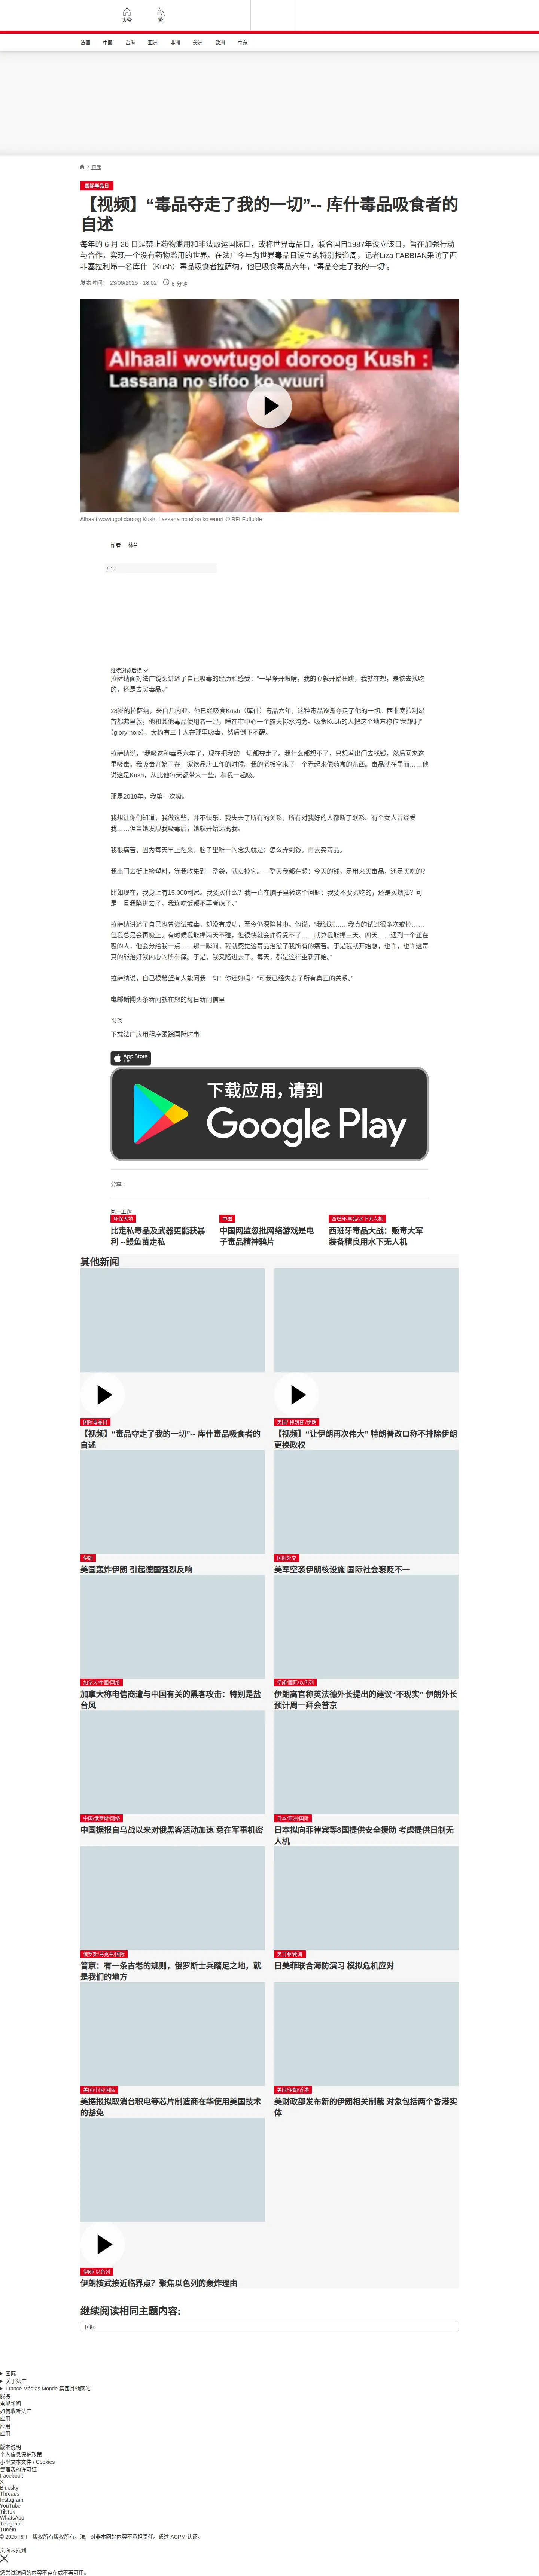 头条
繁
法国
中国
台海
亚洲
非洲
美洲
欧洲
中东
/ 国际
国际毒品日
【视频】“毒品夺走了我的一切”-- 库什毒品吸食者的
自述
每年的 6 月 26 日是禁止药物滥用和非法贩运国际日，或称世界毒品日，联合国自1987年设立该日，旨在加强行动
与合作，实现一个没有药物滥用的世界。在法广今年为世界毒品日设立的特别报道周，记者Liza FABBIAN采访了西
非塞拉利昂一名库什（Kush）毒品吸食者拉萨纳，他已吸食毒品六年，“毒品夺走了我的一切”。
发表时间： 23/06/2025 - 18:02 6 分钟
Alhaali wowtugol doroog Kush :
Lassana no sifoo ko wuuri
Alhaali wowtugol doroog Kush, Lassana no sifoo ko wuuri © RFI Fulfulde
作者： 林兰
广告
继续浏览后续
拉萨纳面对法广镜头讲述了自己吸毒的经历和感受：“一早睁开眼睛，我的心就开始狂跳，我就在想，是该去找吃
的，还是去买毒品。”
28岁的拉萨纳，来自几内亚。他已经吸食Kush（库什）毒品六年，这种毒品逐渐夺走了他的一切。西非塞拉利昂
首都弗里敦，他和其他毒品使用者一起，睡在市中心一个露天排水沟旁。吸食Kush的人把这个地方称作“荣耀洞”
（glory hole），大约有三十人在那里吸毒，然后倒下不醒。
拉萨纳说，“我吸这种毒品六年了，现在把我的一切都夺走了。我什么都想不了，只想着出门去找钱，然后回来这
里吸毒。我吸毒开始于在一家饮品店工作的时候。我的老板拿来了一个看起来像药盒的东西。毒品就在里面……他
说这是Kush，从此他每天都带来一些，和我一起吸。
那是2018年，我第一次吸。
我想让你们知道，我做这些，并不快乐。我失去了所有的关系，所有对我好的人都断了联系。有个女人曾经爱
我……但当她发现我吸毒后，她就开始远离我。
我很痛苦，因为每天早上醒来，脑子里唯一的念头就是：怎么弄到钱，再去买毒品。
我出门去街上捡塑料，等我收集到一整袋，就卖掉它。一整天我都在想：今天的钱，是用来买毒品，还是买吃的？
比如现在，我身上有15,000利昂。我要买什么？我一直在脑子里转这个问题：我要不要买吃的，还是买烟抽？可
是一旦我陷进去了，我连吃饭都不再考虑了。”
拉萨纳讲述了自己也曾尝试戒毒，却没有成功，至今仍深陷其中。他说，“我试过……我真的试过很多次戒掉……
但我总是会再吸上。有时候我能撑两天不碰，但很快就会痛得受不了……就算我能撑三天、四天……遇到一个正在
吸的人，他会分给我一点……那一瞬间，我就感觉这毒品治愈了我所有的痛苦。于是我就开始想，也许，也许这毒
真的能治好我内心的所有痛。于是，我又陷进去了。每天，都是这样重新开始。”
拉萨纳说，自己很希望有人能问我一句：你还好吗？“可我已经失去了所有真正的关系。”
电邮新闻头条新闻就在您的每日新闻信里
订阅
下载法广应用程序跟踪国际时事
App Store
下载
下载应用，请到
Google Play
分享 :
同一主题
环保天地
比走私毒品及武器更能获暴
利 --鳗鱼苗走私
中国
中国网监忽批网络游戏是电
子毒品精神鸦片
西班牙/毒品/水下无人机
西班牙毒品大战：贩毒大军
装备精良用水下无人机
其他新闻
国际毒品日
【视频】“毒品夺走了我的一切”-- 库什毒品吸食者的
自述
美国/ 特朗普 /伊朗
【视频】“让伊朗再次伟大” 特朗普改口称不排除伊朗
更换政权
伊朗
美国轰炸伊朗 引起德国强烈反响
国际外交
美军空袭伊朗核设施 国际社会褒贬不一
加拿大/中国/网络
加拿大称电信商遭与中国有关的黑客攻击：特别是盐
台风
伊朗/国际/以色列
伊朗高官称英法德外长提出的建议“不现实” 伊朗外长
预计周一拜会普京
中国/俄罗斯/网络
中国据报自乌战以来对俄黑客活动加速 意在军事机密
日本/亚洲/国际
日本拟向菲律宾等8国提供安全援助 考虑提供日制无
人机
俄罗斯/乌克兰/国际
普京：有一条古老的规则，俄罗斯士兵踏足之地，就
是我们的地方
美日菲/南海
日美菲联合海防演习 模拟危机应对
美国/中国/国际
美据报拟取消台积电等芯片制造商在华使用美国技术
的豁免
美国/伊朗/香港
美财政部发布新的伊朗相关制裁 对象包括两个香港实
体
伊朗/ 以色列
伊朗核武接近临界点？聚焦以色列的轰炸理由
继续阅读相同主题内容:
国际
国际
关于法广
France Médias Monde 集团其他网站
服务
电邮新闻
如何收听法广
应用
应用
应用
版本说明
个人信息保护政策
小型文本文件 / Cookies
管理我的许可证
Facebook
X
Bluesky
Threads
Instagram
YouTube
TikTok
WhatsApp
Telegram
TuneIn
© 2025 RFI – 版权所有版权所有。法广对非本网站内容不承担责任。通过 ACPM 认证。
页面未找到
您尝试访问的内容不存在或不再可用。